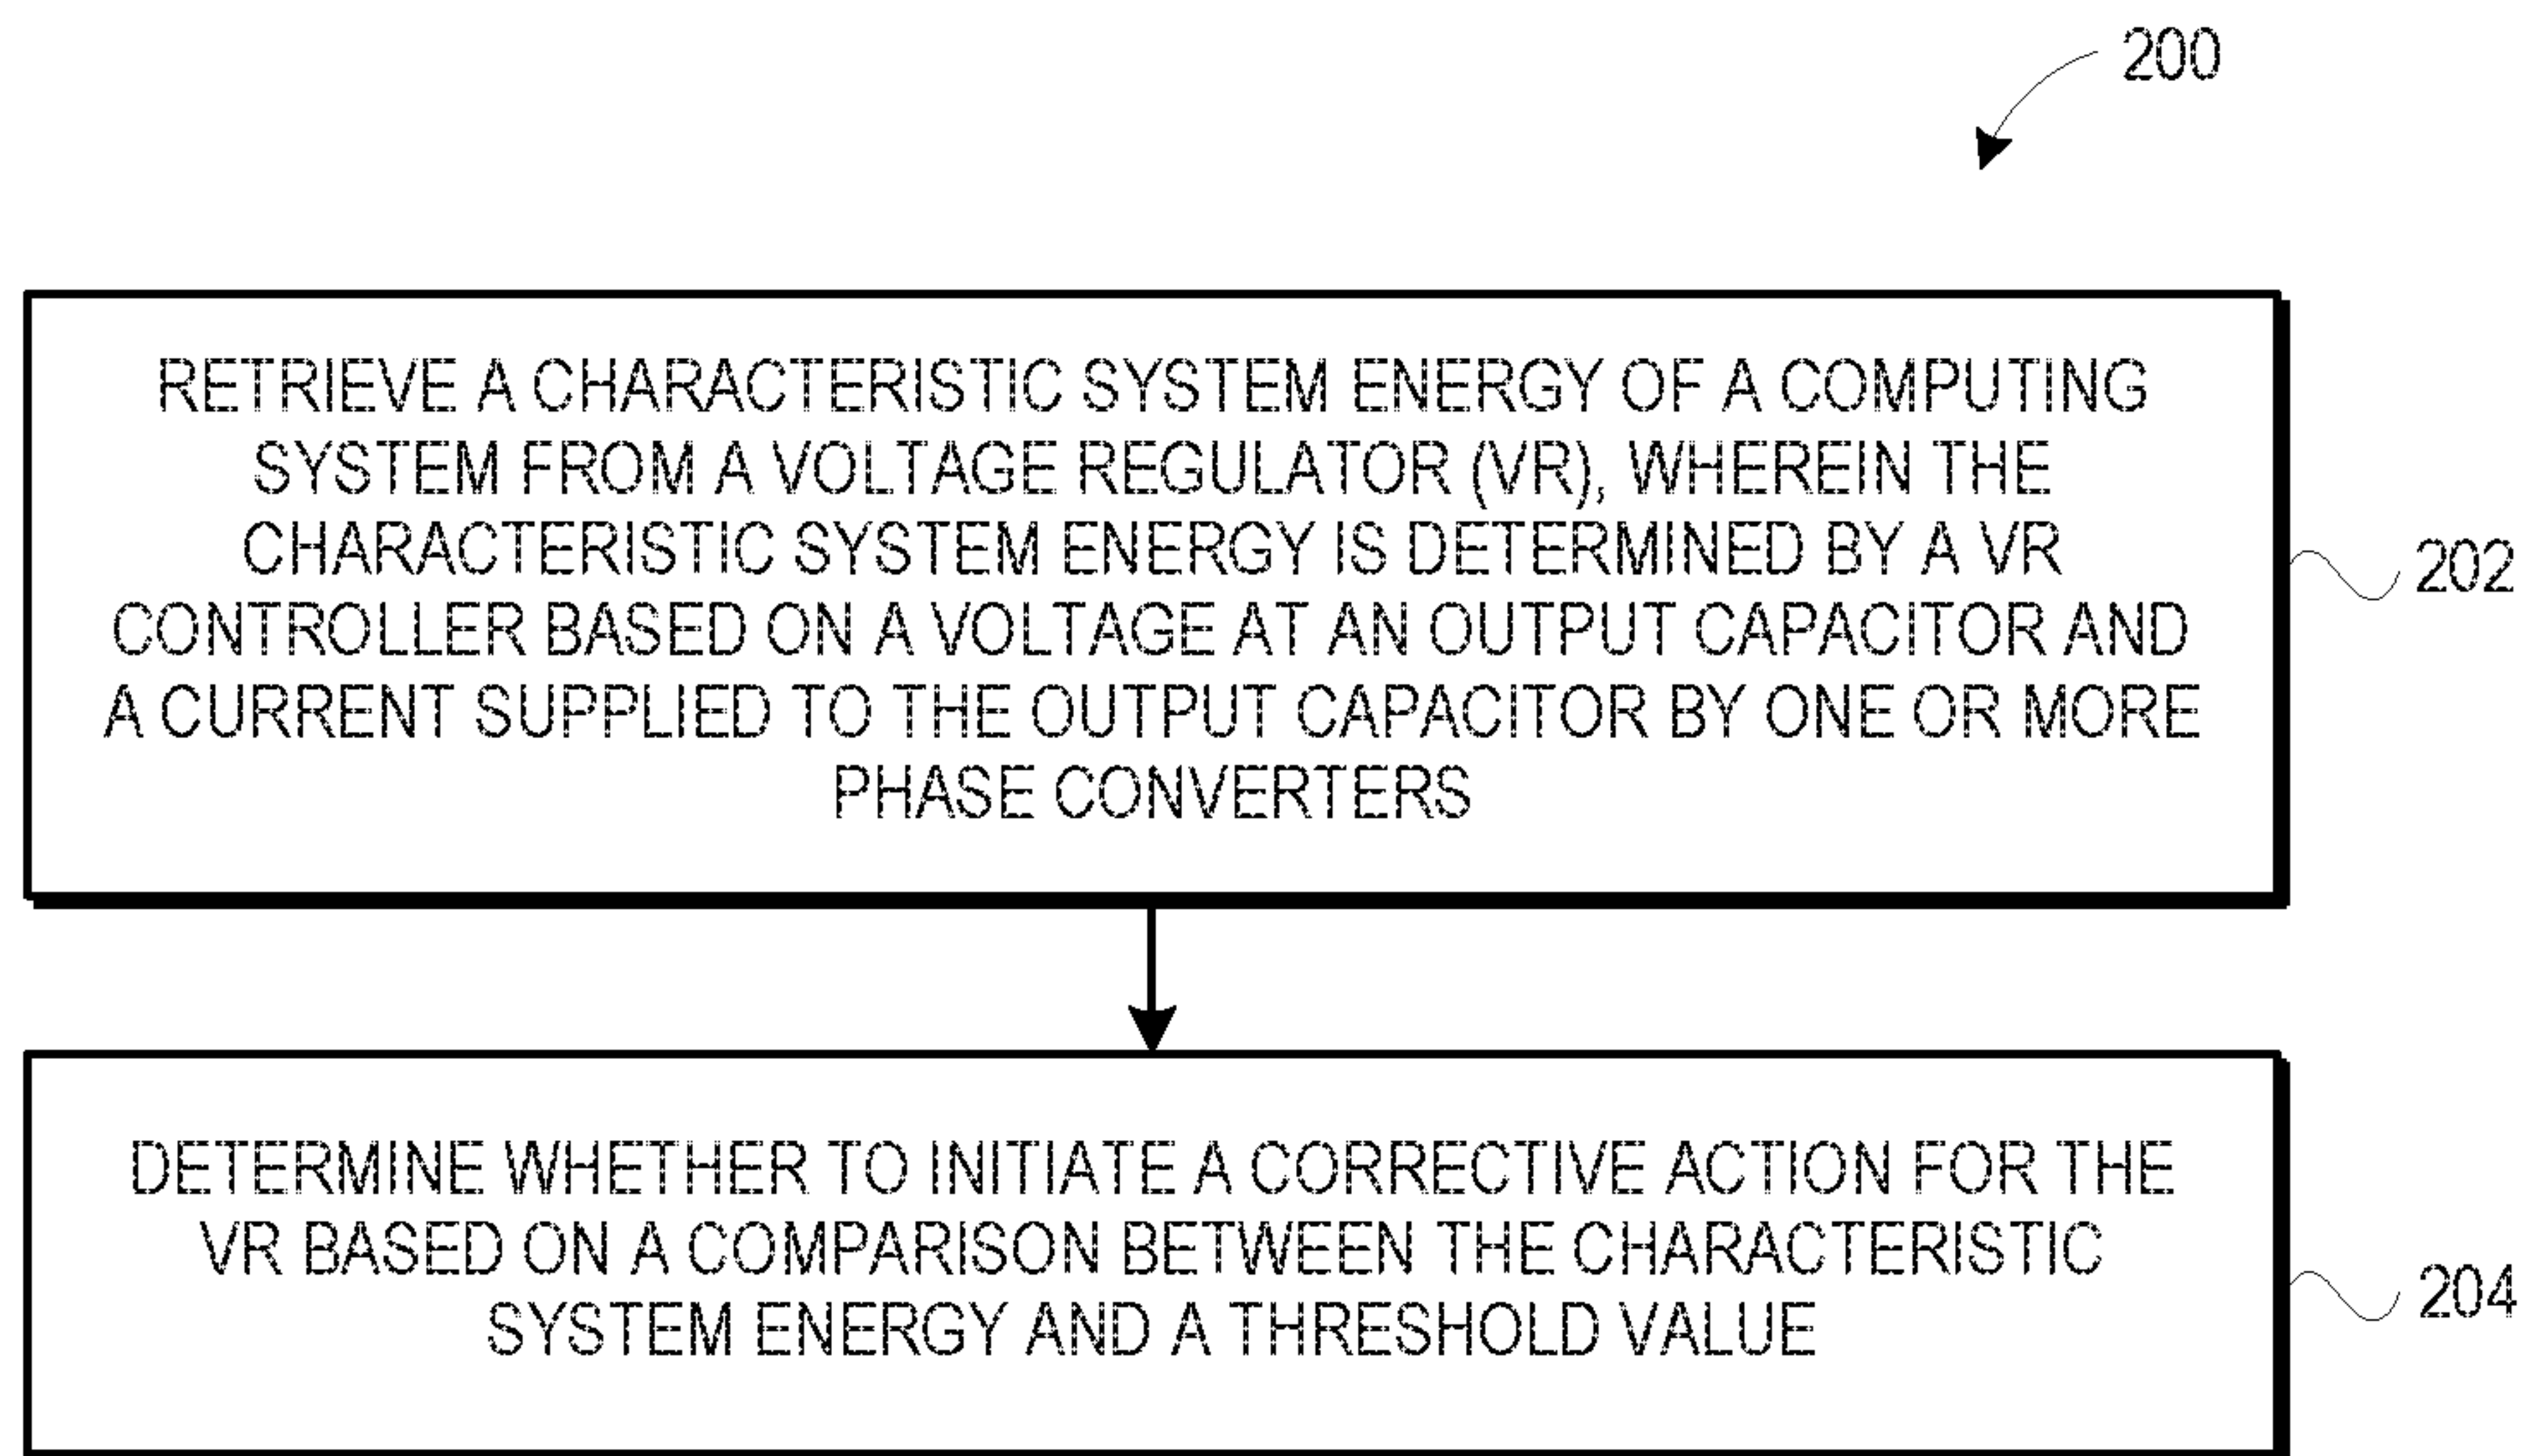 200
RETRIEVE A CHARACTERISTIC SYSTEM ENERGY OF A COMPUTING
SYSTEM FROM A VOLTAGE REGULATOR (VR), WHEREIN THE
CHARACTERISTIC SYSTEM ENERGY IS DETERMINED BY A VR
CONTROLLER BASED ON A VOLTAGE AT AN OUTPUT CAPACITOR AND
A CURRENT SUPPLIED TO THE OUTPUT CAPACITOR BY ONE OR MORE
PHASE CONVERTERS
202
DETERMINE WHETHER TO INITIATE A CORRECTIVE ACTION FOR THE
VR BASED ON A COMPARISON BETWEEN THE CHARACTERISTIC
SYSTEM ENERGY AND A THRESHOLD VALUE
204